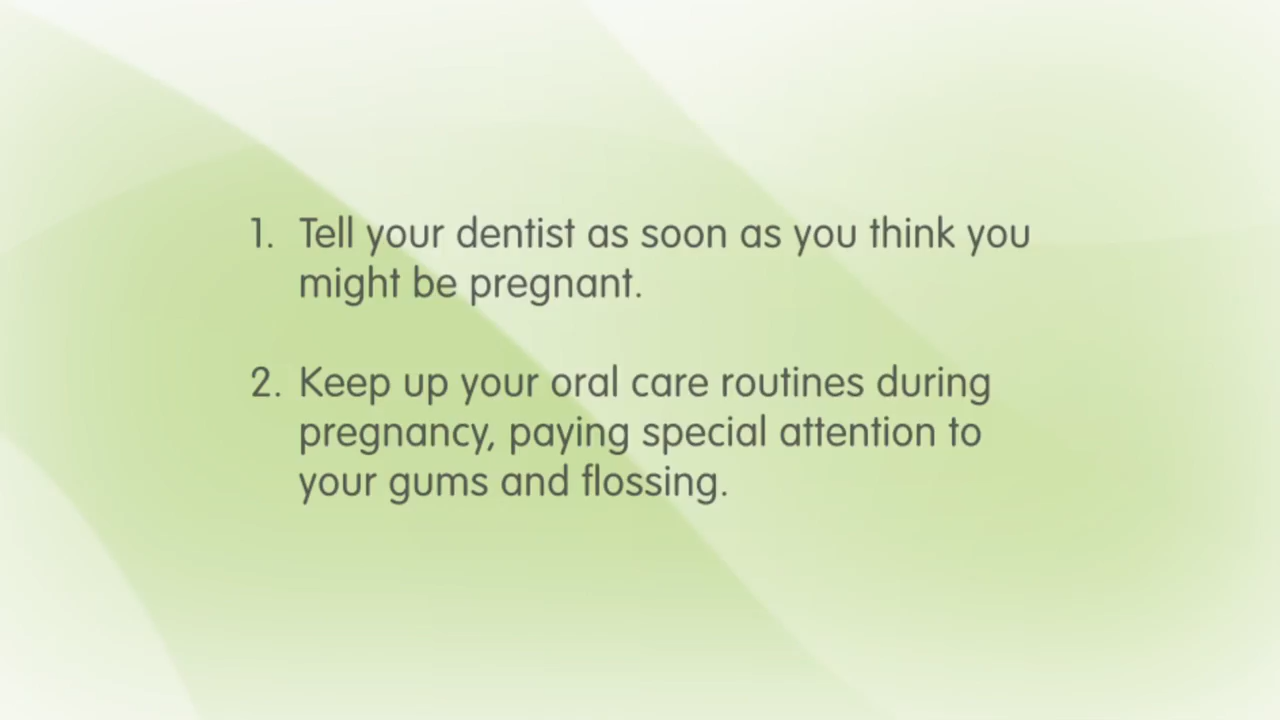 1. Tell your dentist as soon as you think you
might be pregnant.
2. Keep up your oral care routines during
pregnancy, paying special attention to
your gums and flossing.